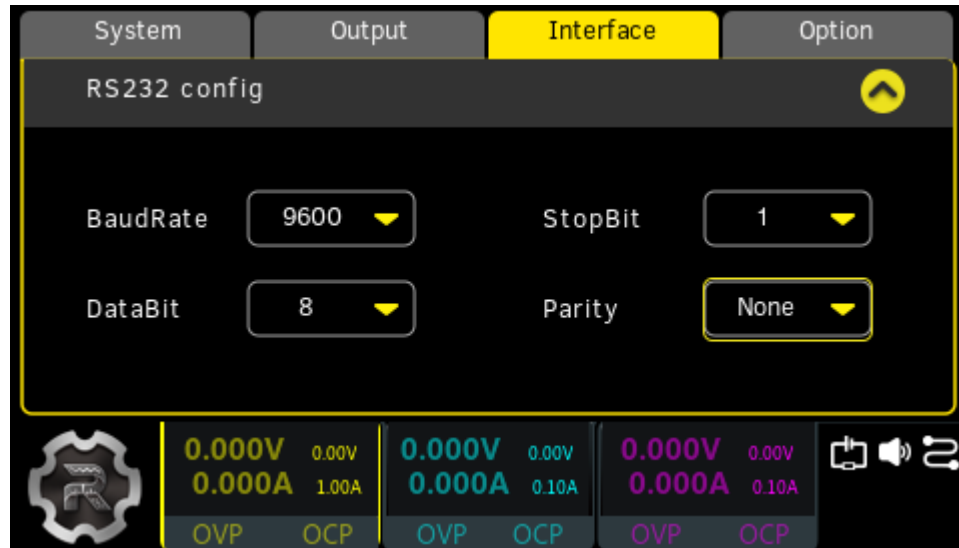 System Output Interface Option
RS232 config
BaudRate 9600 StopBit 1
DataBit 8 Parity None
0.000V 0.00V 0.000V 0.00V 0.000V 0.00V
0.000A 1.00A 0.000A 0.10A 0.000A 0.10A
R OVP OCP OVP OCP OVP OCP